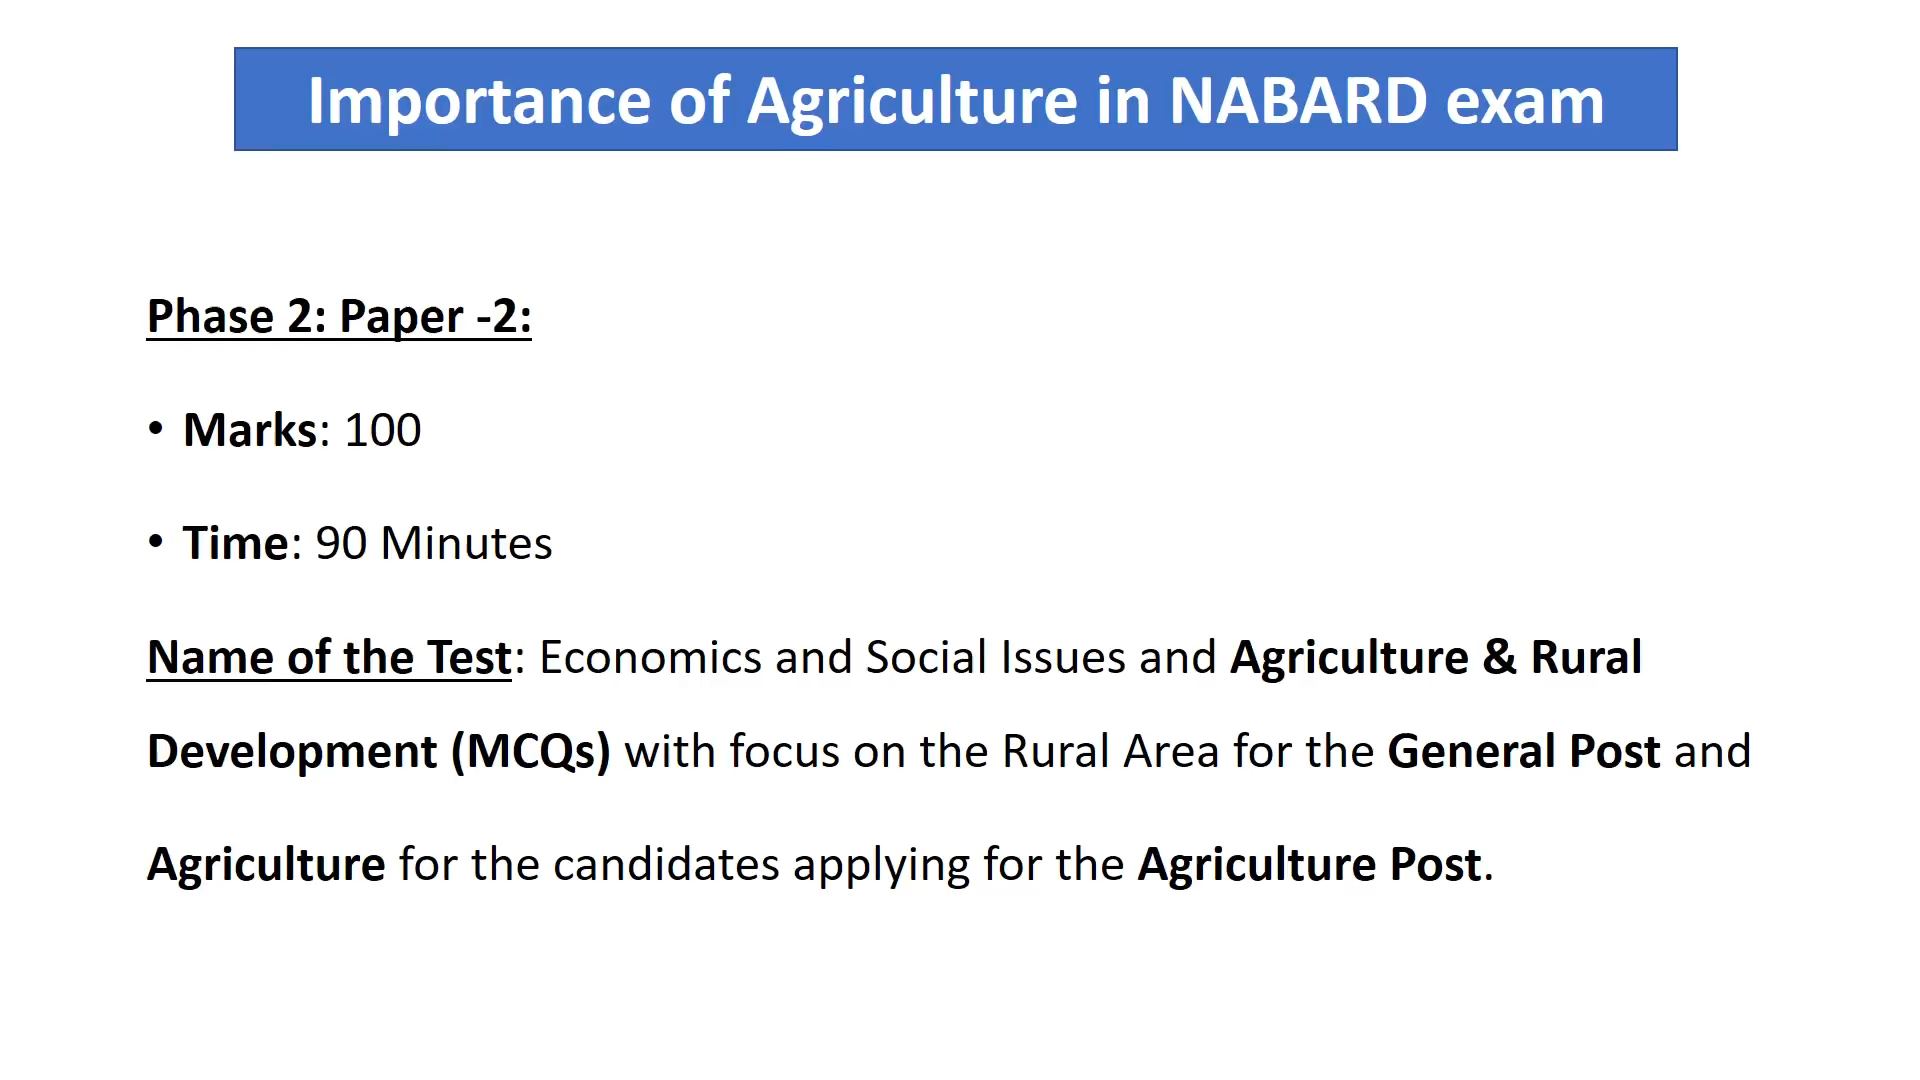 Importance of Agriculture in NABARD exam
Phase 2: Paper -2:
• Marks: 100
• Time: 90 Minutes
Name of the Test: Economics and Social Issues and Agriculture & Rural
Development (MCQs) with focus on the Rural Area for the General Post and
Agriculture for the candidates applying for the Agriculture Post.